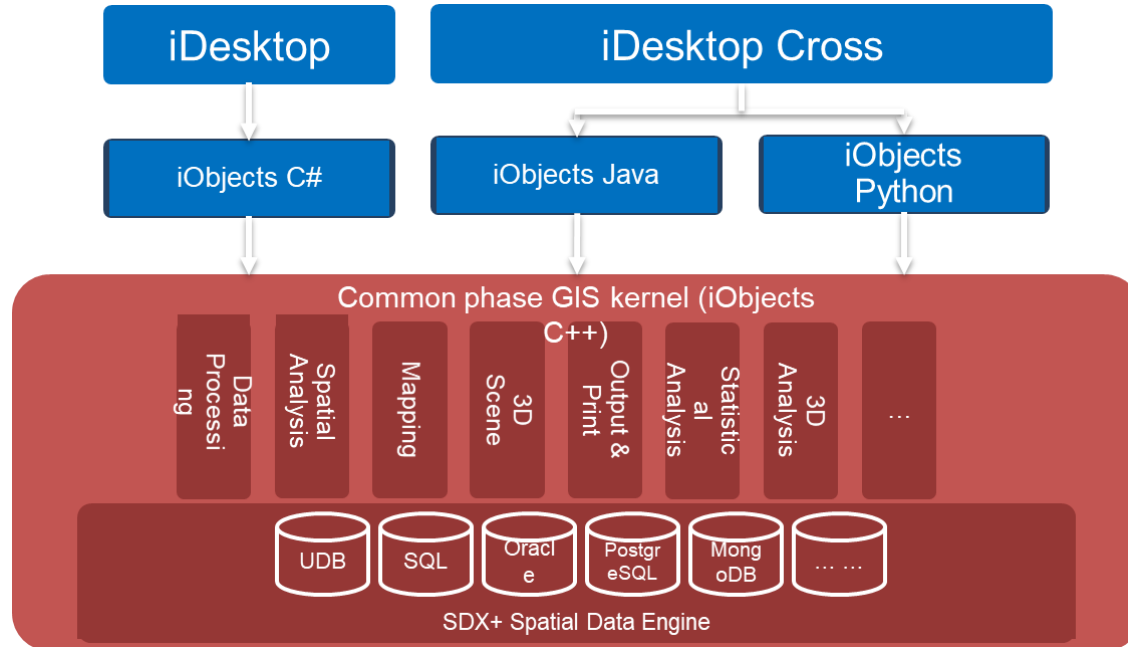 iDesktop
iDesktop Cross
iObjects C#
iObjects Java
iObjects
Python
Common phase GIS kernel (iObjects
C++)
Data
Processi
ng
Spatial
Analysis
Mapping
3D
Scene
Output &
Print
Statistic
al
Analysis
3D
Analysis
...
UDB
SQL
Oracl
e
Postgr
eSQL
Mong
oDB
... ...
SDX+ Spatial Data Engine